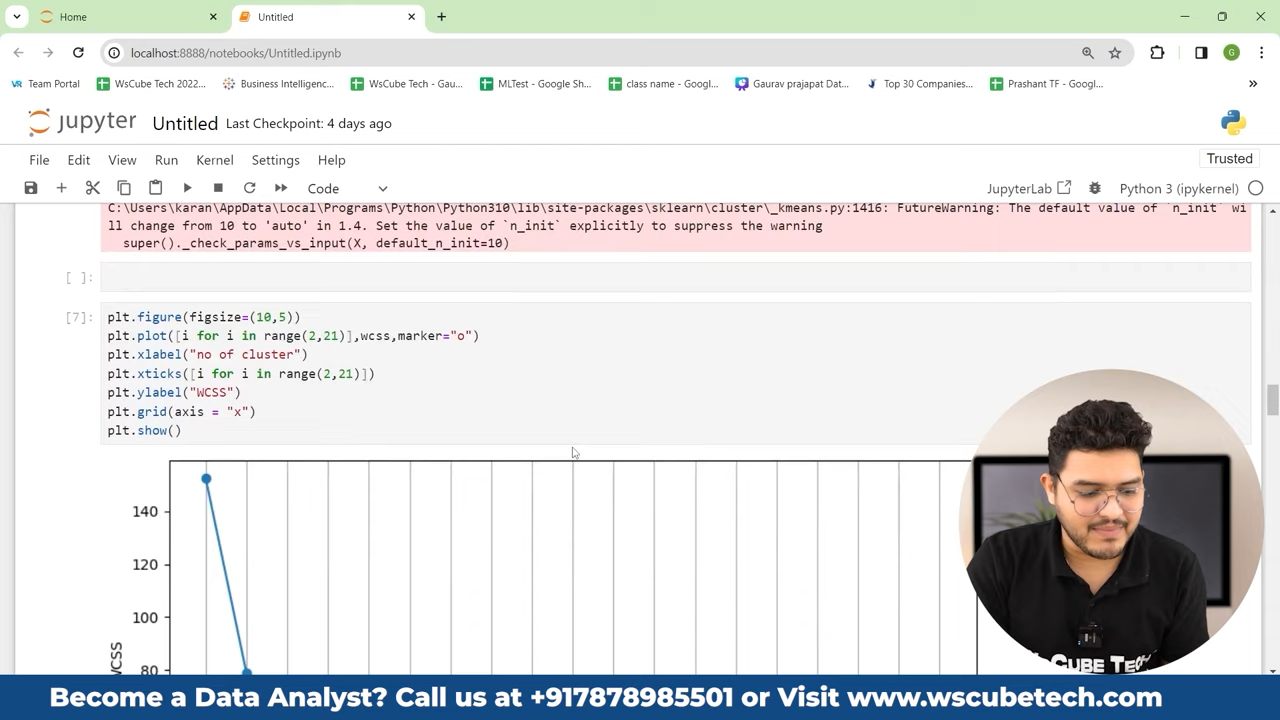 Home
Untitled
localhost:8888/notebooks/Untitled.ipynb
G
VR Team Portal
WsCube Tech 2022...
Business Intelligenc...
WsCube Tech - Gau...
MLTest - Google Sh...
class name - Googl...
Gaurav prajapat Dat...
Top 30 Companies...
Prashant TF - Googl...
jupyter Untitled Last Checkpoint: 4 days ago
File Edit View Run Kernel Settings Help
Trusted
Code
JupyterLab
Python 3 (ipykernel)
C:\Users\karan\AppData\Local\Programs\Python\Python310\lib\site-packages\sklearn\cluster\_kmeans.py:1416: FutureWarning: The default value of `n_init` wi
ll change from 10 to 'auto' in 1.4. Set the value of `n_init` explicitly to suppress the warning
super()._check_params_vs_input(X, default_n_init=10)
[ ]:
[7]:
plt.figure(figsize=(10,5))
plt.plot([i for i in range(2,21)],wcss,marker="o")
plt.xlabel("no of cluster")
plt.xticks([i for i in range(2,21)])
plt.ylabel("WCSS")
plt.grid(axis = "x")
plt.show()
140
120
100
80
CUBE TE
Become a Data Analyst? Call us at +917878985501 or Visit www.wscubetech.com